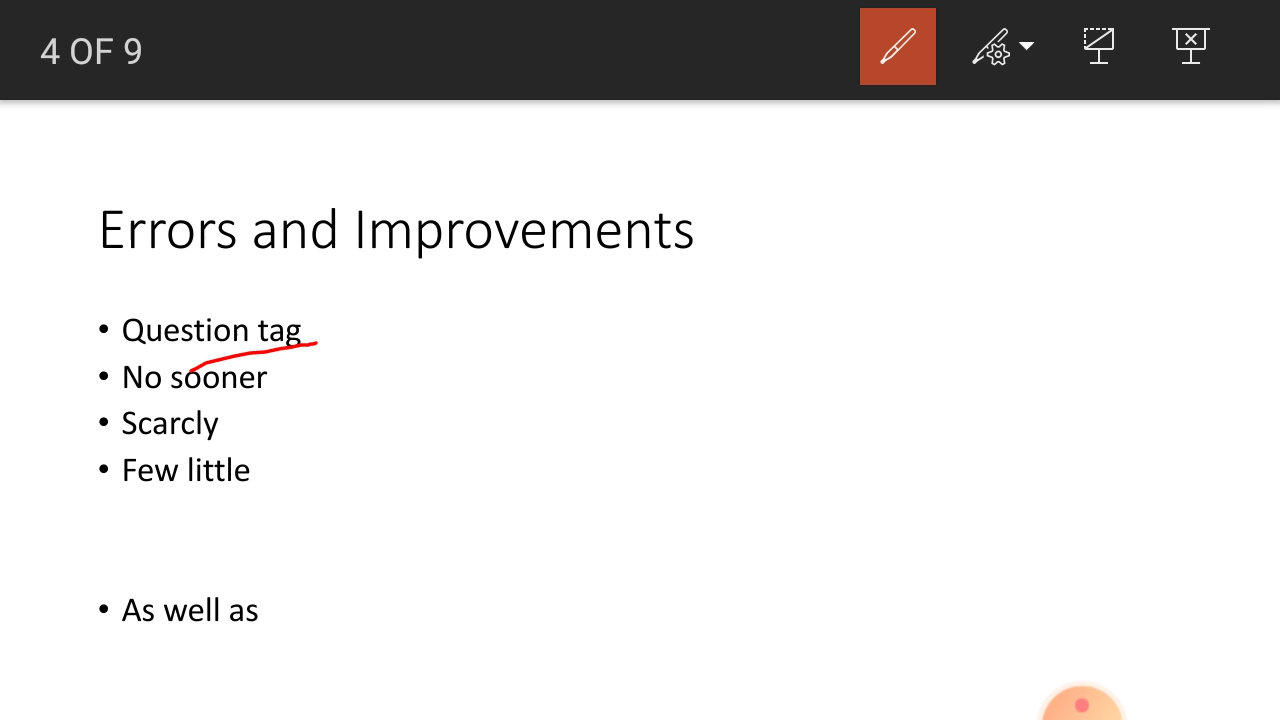 4 OF 9
Errors and Improvements
• Question tag
• No sooner
• Scarcly
• Few little
• As well as